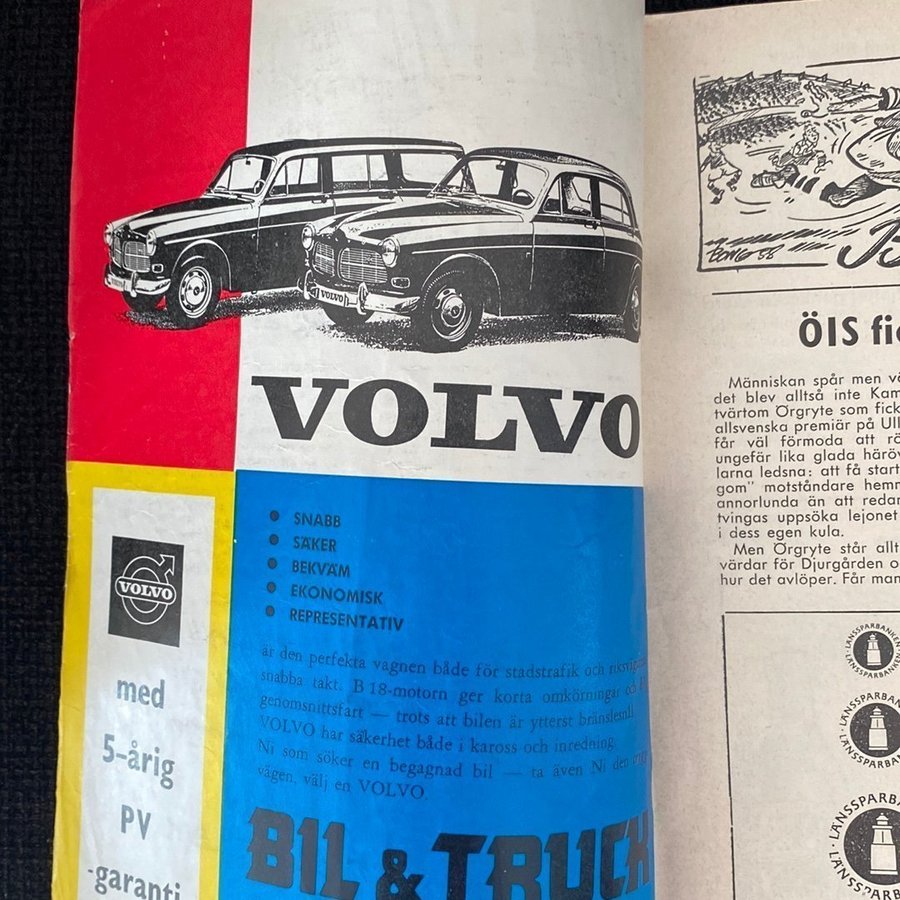 VOLVO
VOLVO
SNABB
SÄKER
BEKVÄM
EKONOMISK
REPRESENTATIV
är den perfekta vagnen både för stadstrafik och
snabba takt. B 18-motorn ger korta omkörningar
genomsnittsfart — trots att bilen är ytterst
VOLVO har säkerhet både i kaross och inredning.
Ni som söker en begagnad bil — ta även Ni den
vägen, välj en VOLVO.
BIL & TRUCK
VOLVO
med
5-årig
PV
-garanti
ÖIS
Människan spår men
det blev alltså inte
tvärtom Örgryte som fick
allsvenska premiär på
får väl förmoda att
ungefär lika glada
larna ledsna: att få
gom" motståndare
annorlunda än att
tvingas uppsöka lejonet
i dess egen kula.
Men Örgryte står
värdar för Djurgården
hur det avlöper. Får
LÄNSSPARBANKEN
LÄNSSPARBANKEN